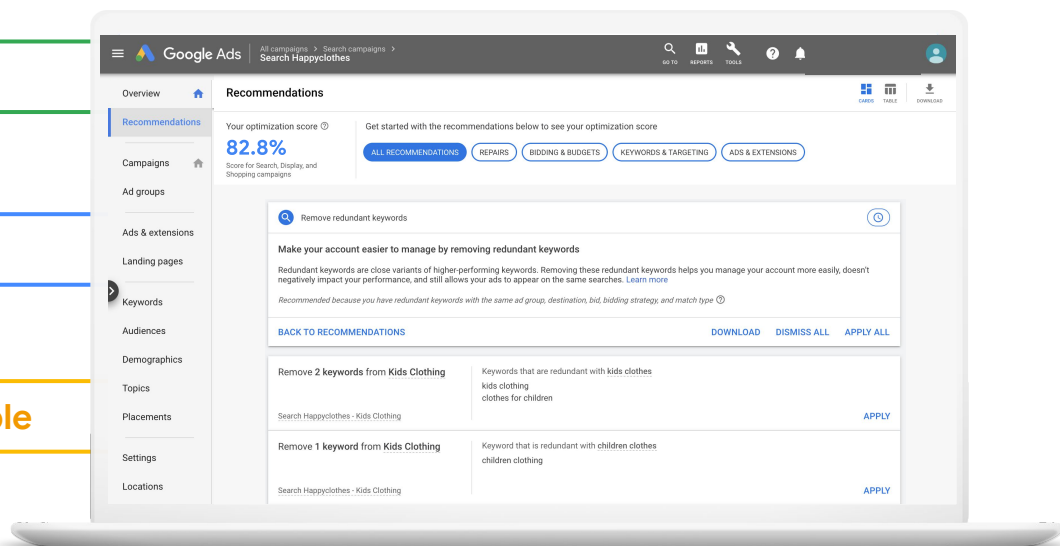 Google Ads
All campaigns > Search campaigns >
Search Happyclothes
GO TO
REPORTS
TOOLS
Overview
Recommendations
Campaigns
Ad groups
Ads & extensions
Landing pages
Keywords
Audiences
Demographics
Topics
Placements
Settings
Locations
Recommendations
CARDS
TABLE
DOWNLOAD
Your optimization score
82.8%
Score for Search, Display, and
Shopping campaigns
Get started with the recommendations below to see your optimization score
ALL RECOMMENDATIONS
REPAIRS
BIDDING & BUDGETS
KEYWORDS & TARGETING
ADS & EXTENSIONS
Remove redundant keywords
Make your account easier to manage by removing redundant keywords
Redundant keywords are close variants of higher-performing keywords. Removing these redundant keywords helps you manage your account more easily, doesn't
negatively impact your performance, and still allows your ads to appear on the same searches. Learn more
Recommended because you have redundant keywords with the same ad group, destination, bid, bidding strategy, and match type
BACK TO RECOMMENDATIONS
DOWNLOAD
DISMISS ALL
APPLY ALL
Remove 2 keywords from Kids Clothing
Keywords that are redundant with kids clothes
kids clothing
clothes for children
Search Happyclothes - Kids Clothing
APPLY
Remove 1 keyword from Kids Clothing
Keyword that is redundant with children clothes
children clothing
Search Happyclothes - Kids Clothing
APPLY